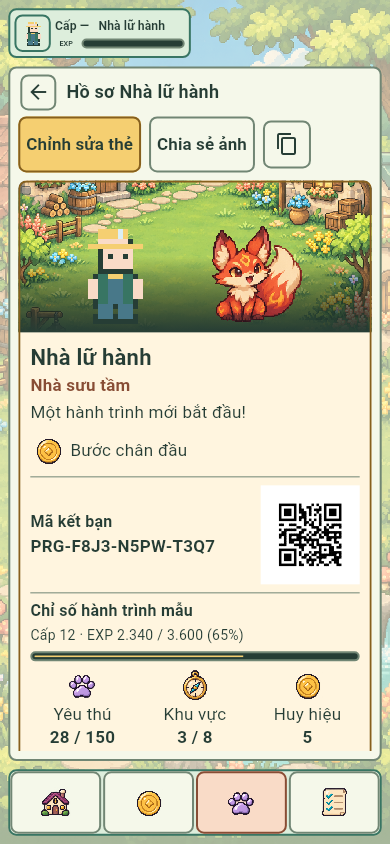 Cấp — Nhà lữ hành
EXP
Hồ sơ Nhà lữ hành
Chỉnh sửa thẻ
Chia sẻ ảnh
Nhà lữ hành
Nhà sưu tầm
Một hành trình mới bắt đầu!
Bước chân đầu
Mã kết bạn
PRG-F8J3-N5PW-T3Q7
Chỉ số hành trình mẫu
Cấp 12 · EXP 2.340 / 3.600 (65%)
Yêu thú
Khu vực
Huy hiệu
28 / 150
3 / 8
5